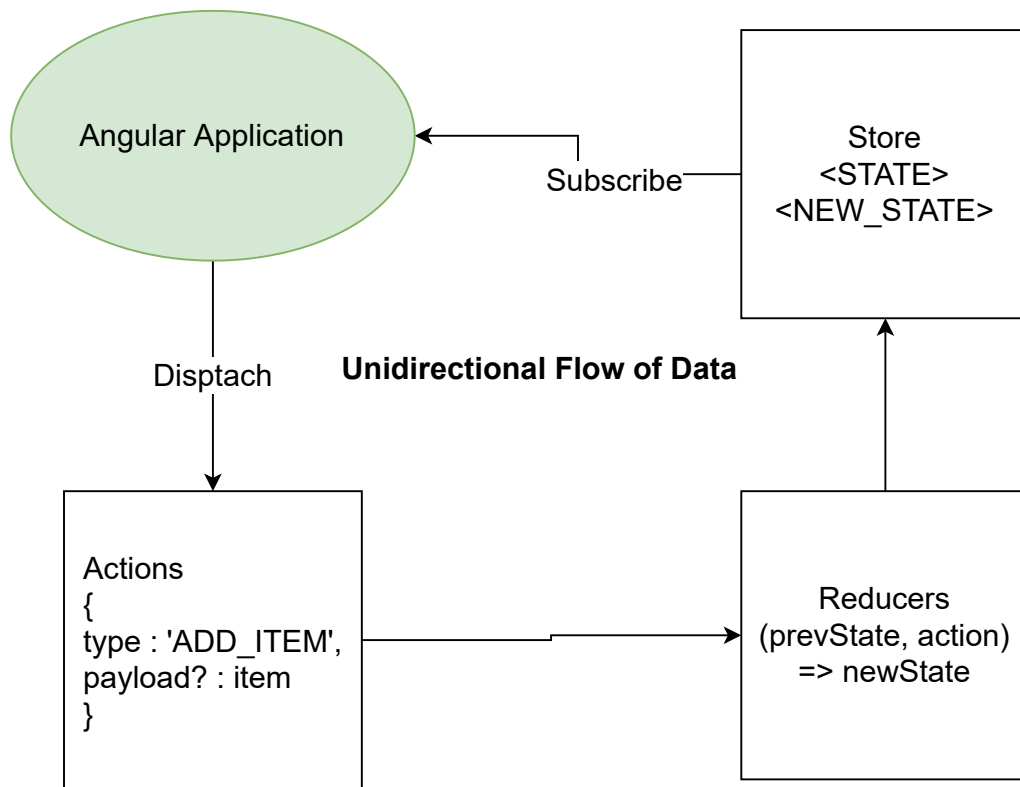 Angular Application
Store
<STATE>
<NEW_STATE>
Subscribe
Disptach
Unidirectional Flow of Data
Actions
{
type : 'ADD_ITEM',
payload? : item
}
Reducers
(prevState, action)
=> newState